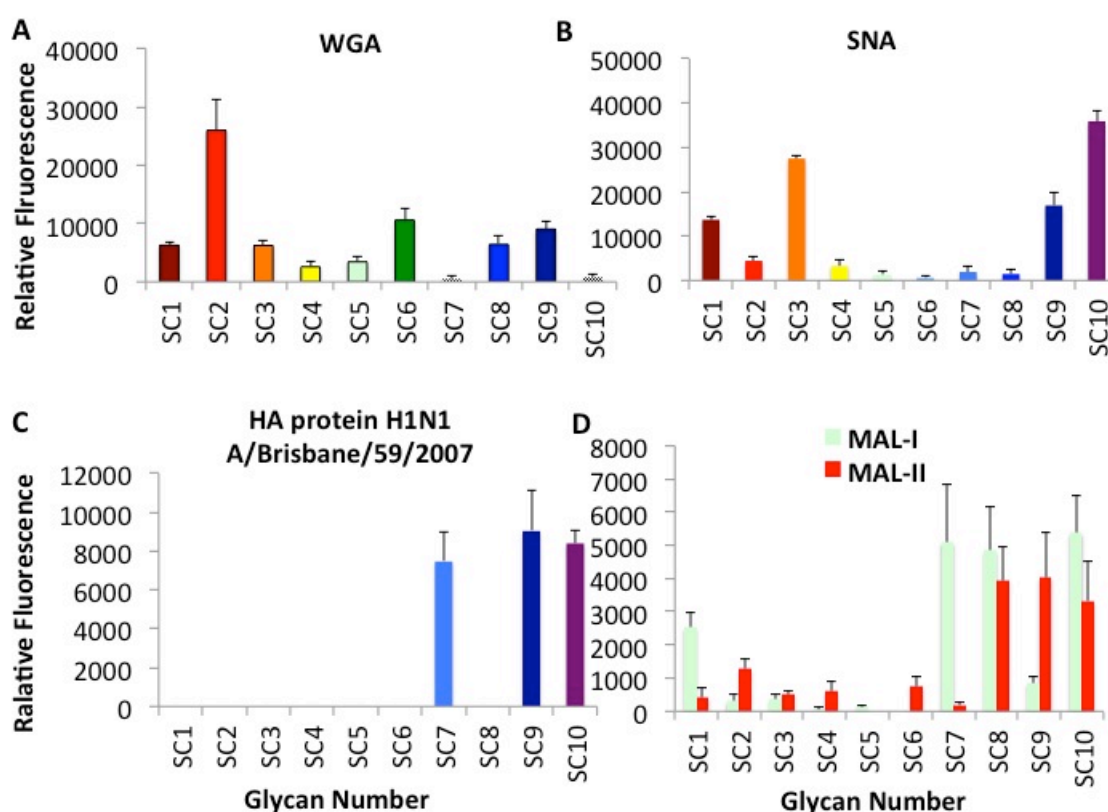 A
WGA
Relative Flruorescence
40000
30000
20000
10000
0
SC1
SC2
SC3
SC4
SC5
SC6
SC7
SC8
SC9
SC10
B
SNA
50000
40000
30000
20000
10000
0
SC1
SC2
SC3
SC4
SC5
SC6
SC7
SC8
SC9
SC10
C
HA protein H1N1
A/Brisbane/59/2007
Ralative Fluorescence
12000
10000
8000
6000
4000
2000
0
SC1
SC2
SC3
SC4
SC5
SC6
SC7
SC8
SC9
SC10
Glycan Number
D
MAL-I
MAL-II
8000
7000
6000
5000
4000
3000
2000
1000
0
SC1
SC2
SC3
SC4
SC5
SC6
SC7
SC8
SC9
SC10
Glycan Number